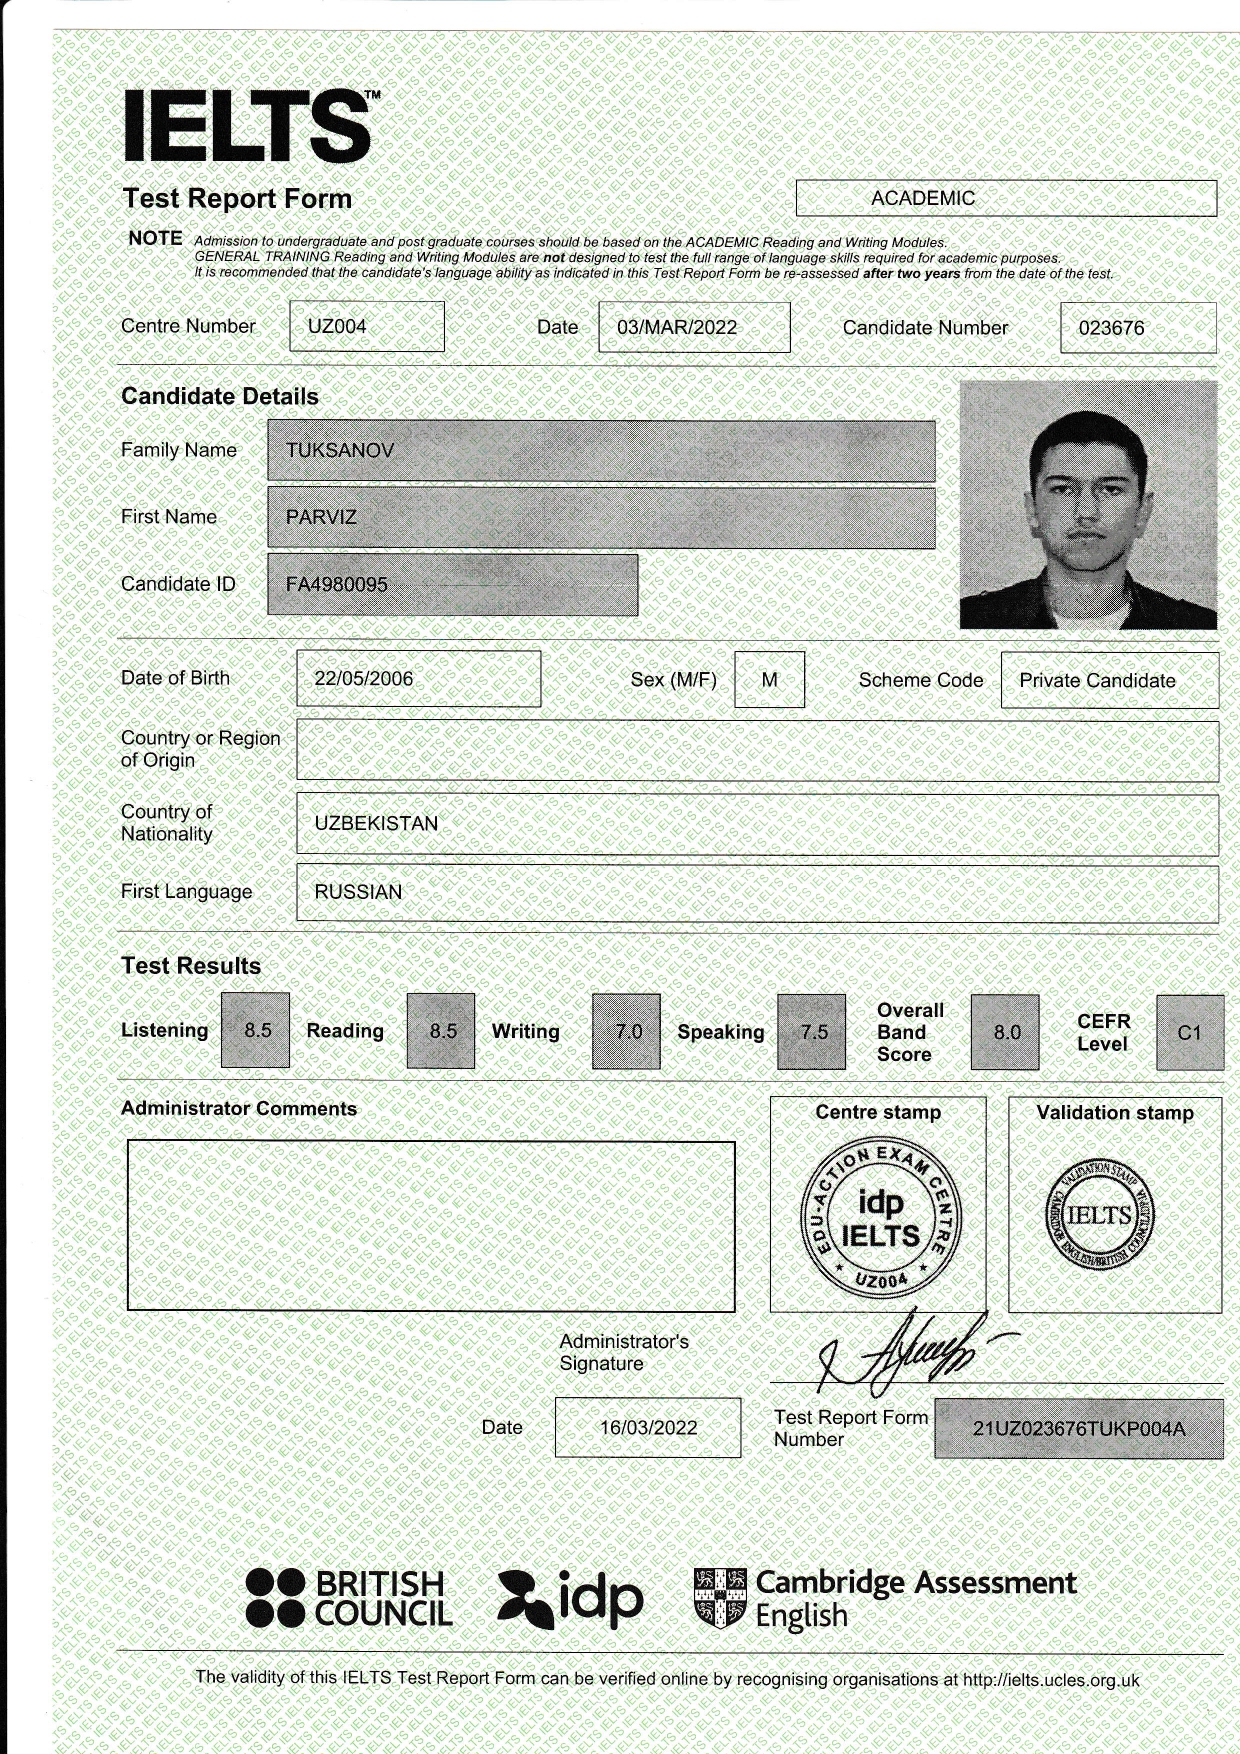 IELTS™
Test Report Form
ACADEMIC
NOTE Admission to undergraduate and post graduate courses should be based on the ACADEMIC Reading and Writing Modules.
GENERAL TRAINING Reading and Writing Modules are not designed to test the full range of language skills required for academic purposes.
It is recommended that the candidate's language ability as indicated in this Test Report Form be re-assessed after two years from the date of the test.
Centre Number UZ004 Date 03/MAR/2022 Candidate Number 023676
Candidate Details
Family Name TUKSANOV
First Name PARVIZ
Candidate ID FA4980095
Date of Birth 22/05/2006 Sex (M/F) M Scheme Code Private Candidate
Country or Region
of Origin
Country of
Nationality
UZBEKISTAN
First Language RUSSIAN
Test Results
Listening 8.5 Reading 8.5 Writing 7.0 Speaking 7.5
Overall
Band
Score
8.0
CEFR
Level
C1
Administrator Comments
Centre stamp
EDU-ACTION EXAM CENTRE
idp
IELTS
★ UZ004 ★
Validation stamp
VALIDATION STAMP
IELTS
Administrator's
Signature
Date 16/03/2022
Test Report Form
Number
21UZ023676TUKP004A
BRITISH
COUNCIL
idp
Cambridge Assessment
English
The validity of this IELTS Test Report Form can be verified online by recognising organisations at http://ielts.ucles.org.uk